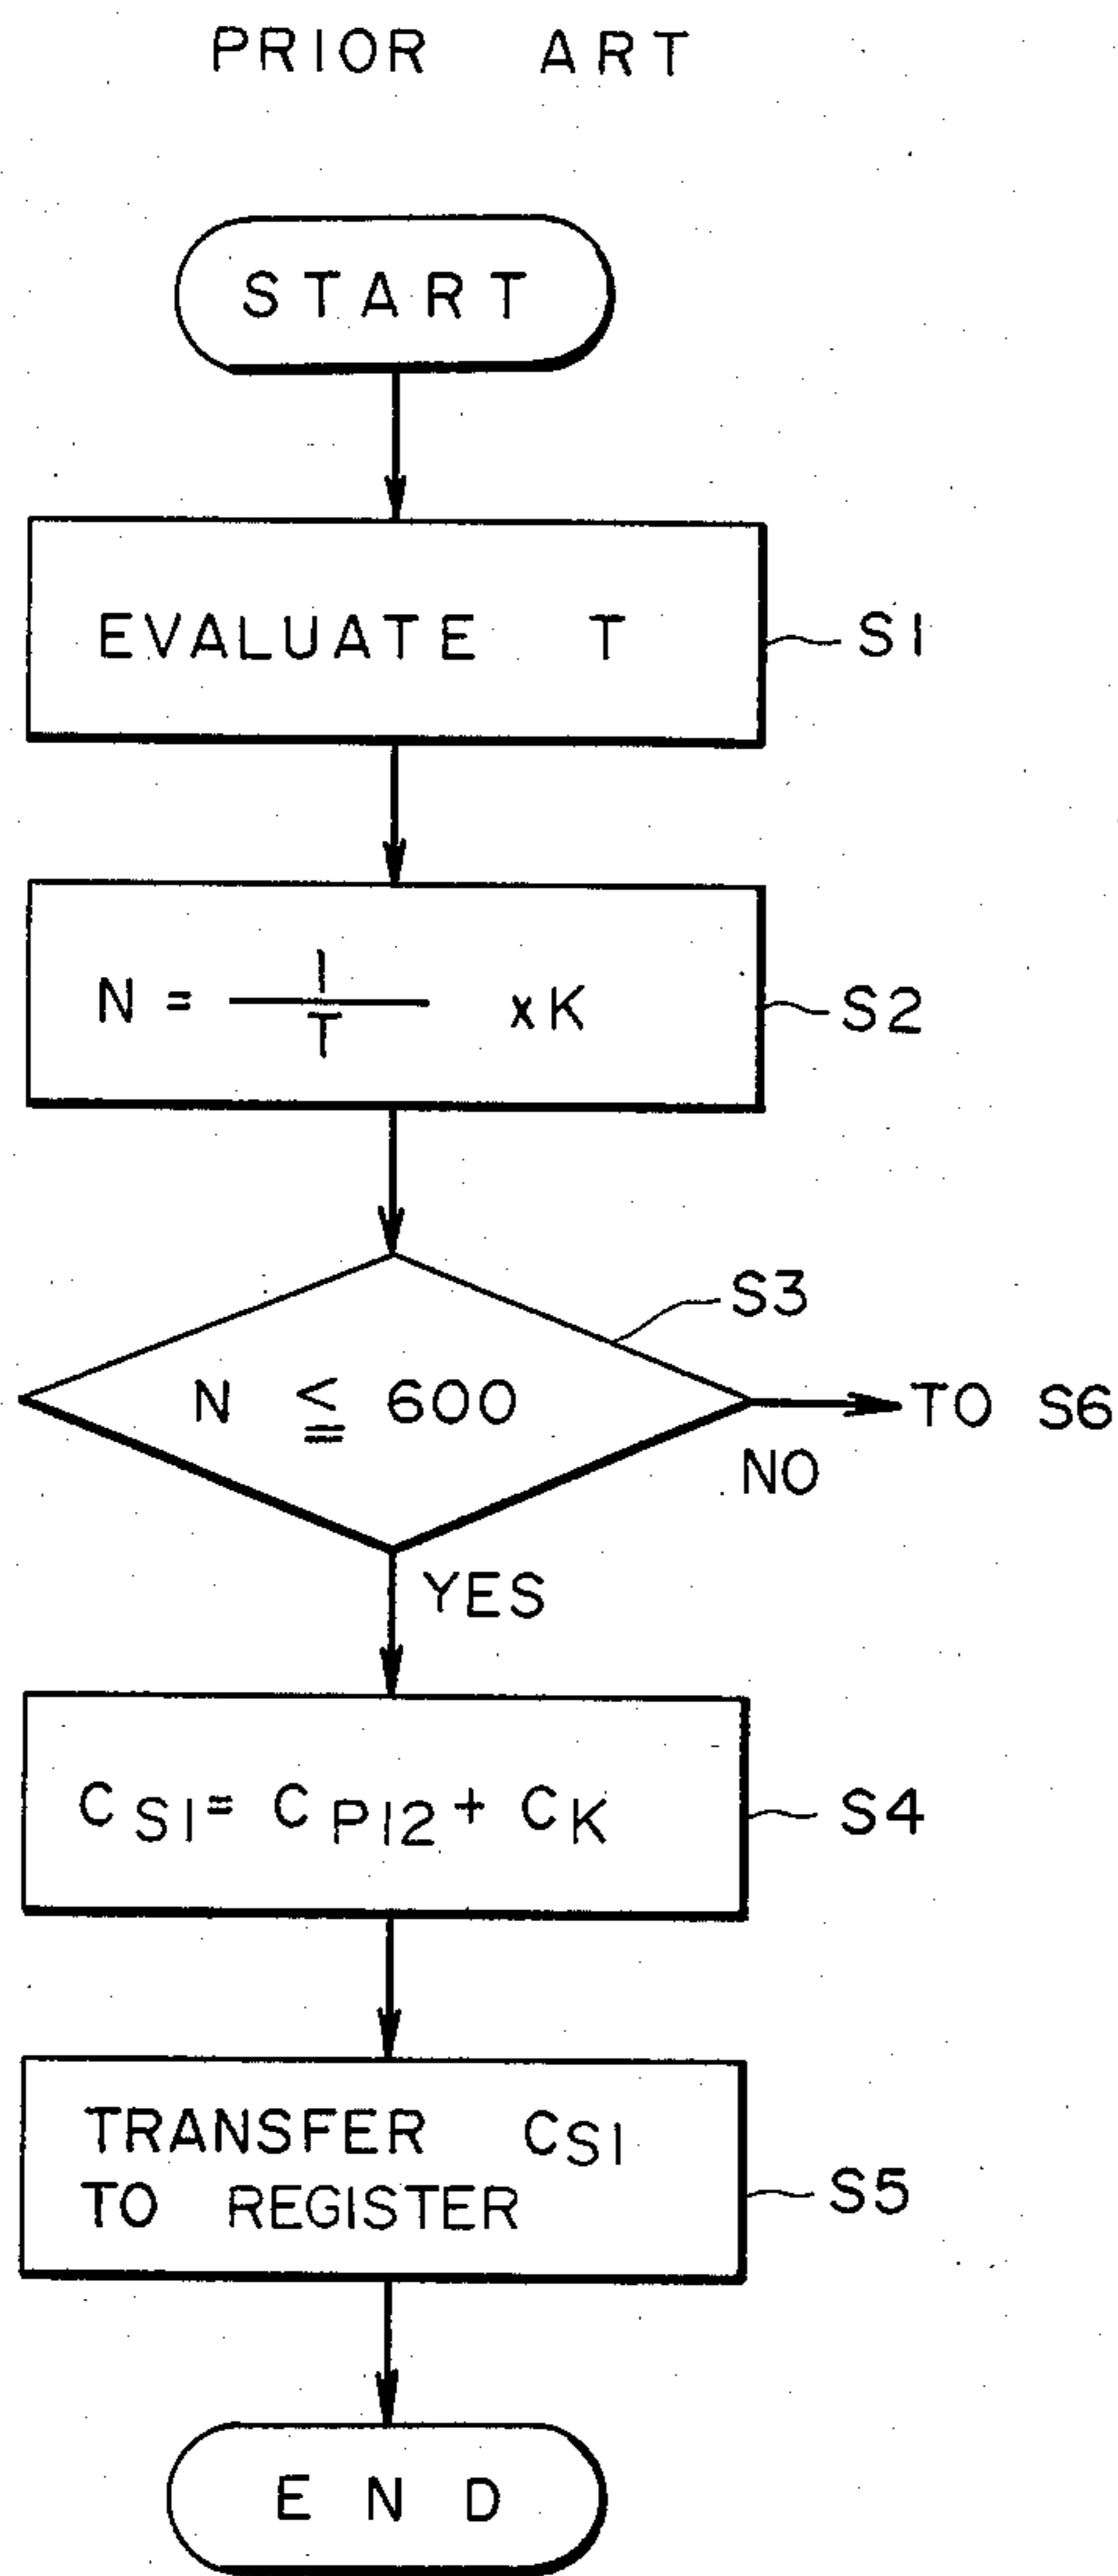 PRIOR ART
START
EVALUATE T
S1
N = 1/T xK
S2
S3
N ≦ 600
TO S6
NO
YES
CS1 = CP12 + CK
S4
TRANSFER CS1
TO REGISTER
S5
END